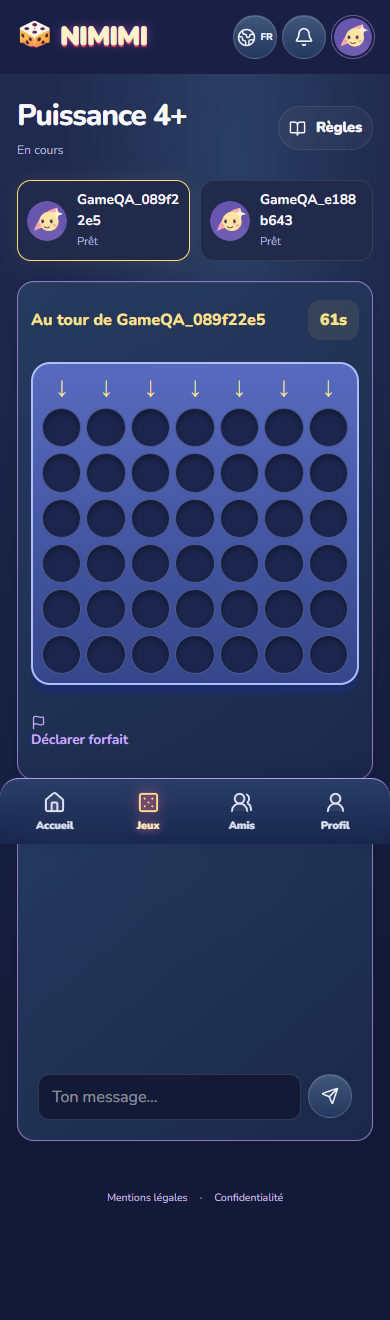 NIMIMI
FR
Puissance 4+
En cours
Règles
GameQA_089f2
2e5
Prêt
GameQA_e188
b643
Prêt
Au tour de GameQA_089f22e5
61s
↓ ↓ ↓ ↓ ↓ ↓ ↓
Déclarer forfait
Accueil
Jeux
Amis
Profil
Ton message...
Mentions légales · Confidentialité